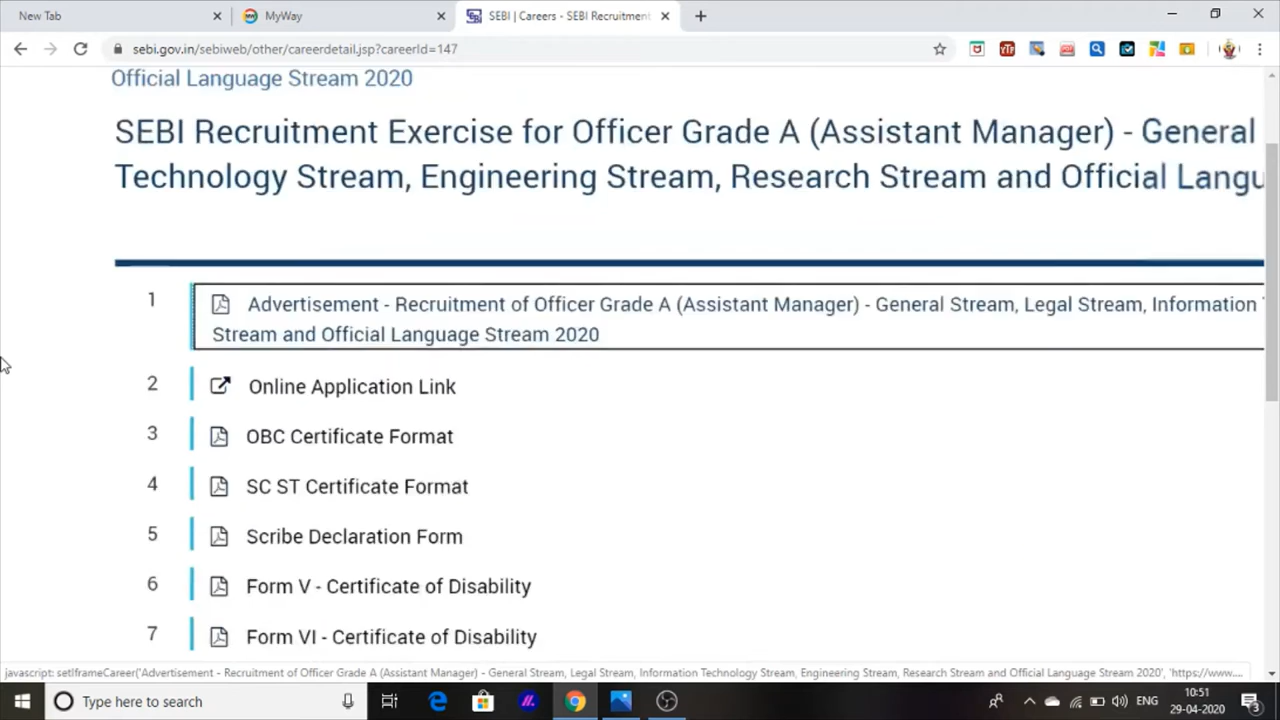 New Tab
MyWay
SEBI | Careers - SEBI Recruitment
sebi.gov.in/sebiweb/other/careerdetail.jsp?careerId=147
Official Language Stream 2020
SEBI Recruitment Exercise for Officer Grade A (Assistant Manager) - General
Technology Stream, Engineering Stream, Research Stream and Official Langu
1
Advertisement - Recruitment of Officer Grade A (Assistant Manager) - General Stream, Legal Stream, Information
Stream and Official Language Stream 2020
2
Online Application Link
3
OBC Certificate Format
4
SC ST Certificate Format
5
Scribe Declaration Form
6
Form V - Certificate of Disability
7
Form VI - Certificate of Disability
javascript: setIframeCareer('Advertisement - Recruitment of Officer Grade A (Assistant Manager) - General Stream, Legal Stream, Information Technology Stream, Engineering Stream, Research Stream and Official Language Stream 2020', 'https://www....
Type here to search
ENG
10:51
29-04-2020
3